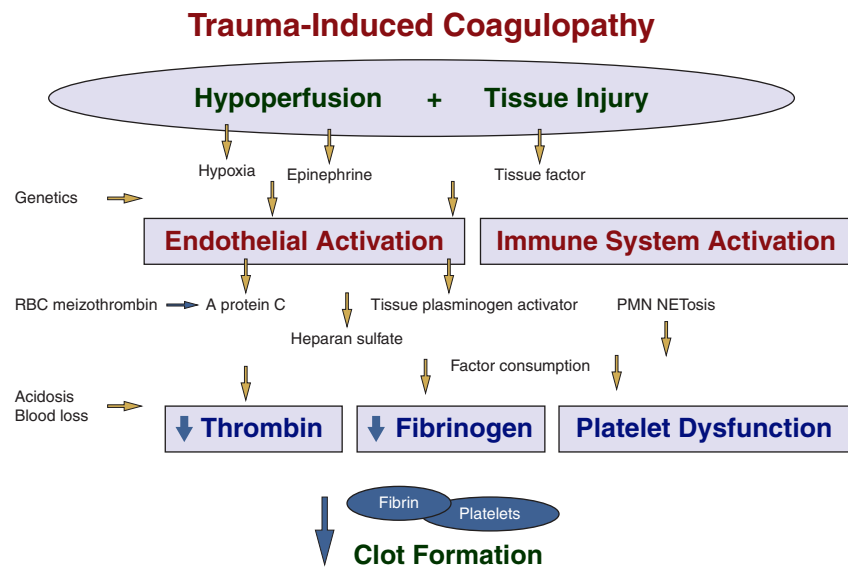 Trauma-Induced Coagulopathy
Hypoperfusion + Tissue Injury
Hypoxia Epinephrine Tissue factor
Genetics
Endothelial Activation Immune System Activation
RBC meizothrombin A protein C Tissue plasminogen activator PMN NETosis
Heparan sulfate
Factor consumption
Acidosis
Blood loss
Thrombin Fibrinogen Platelet Dysfunction
Fibrin
Platelets
Clot Formation